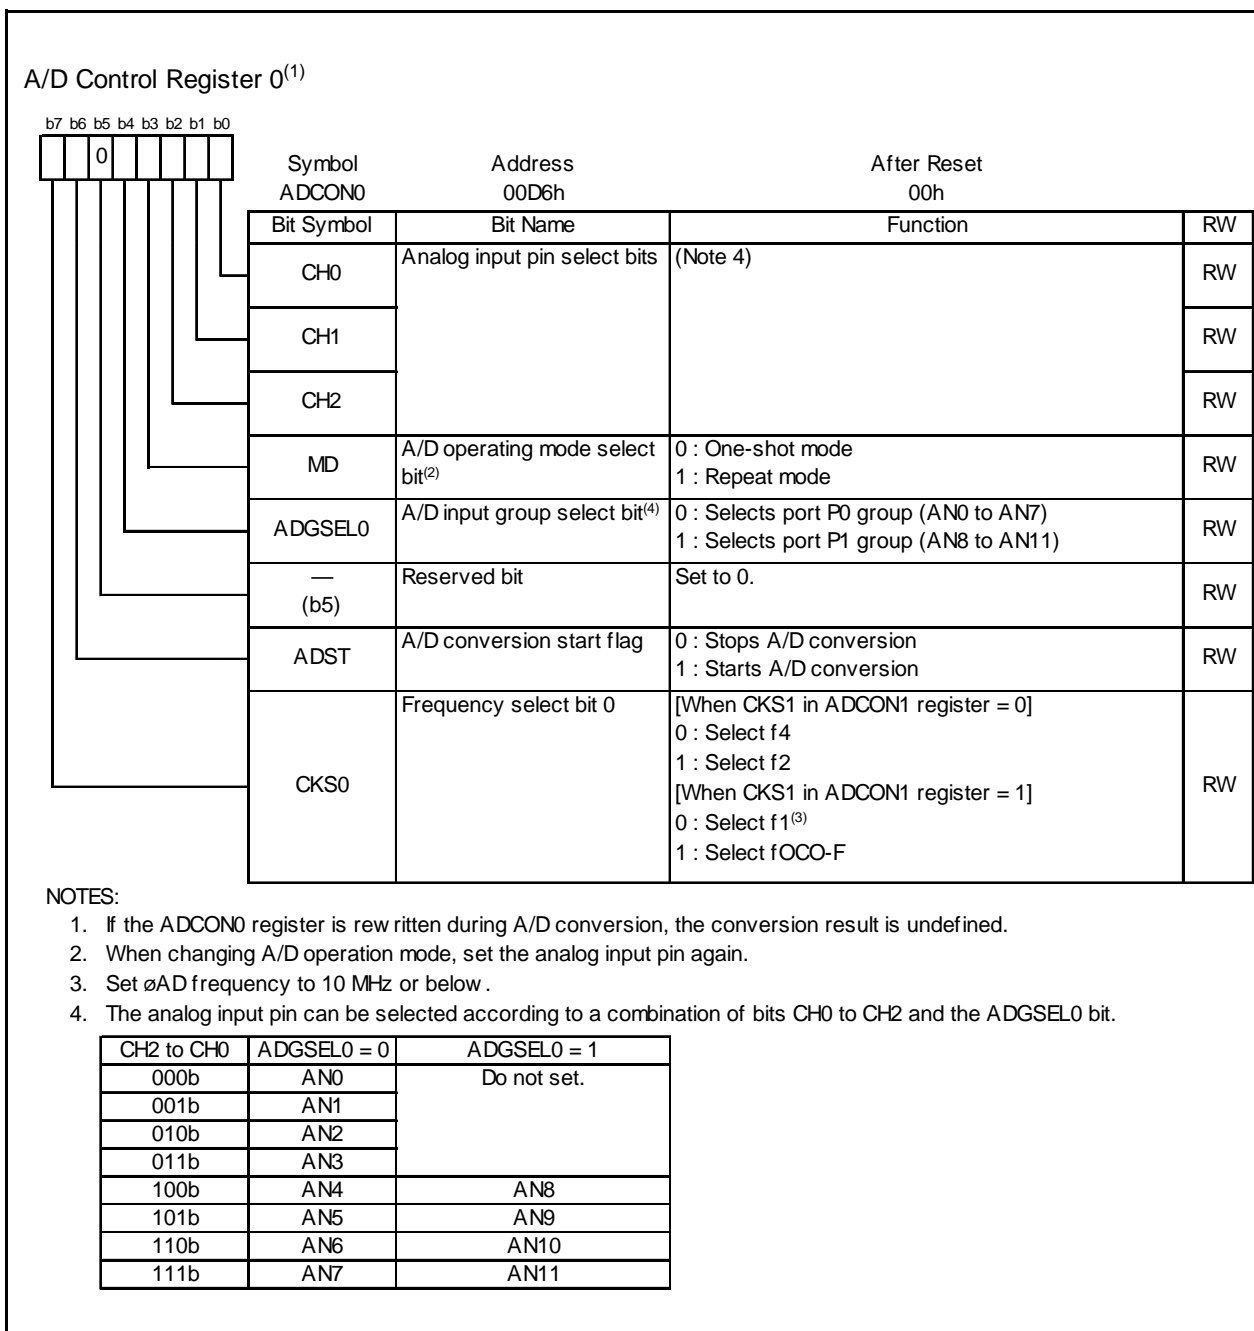 A/D Control Register 0(1)
b7 b6 b5 b4 b3 b2 b1 b0
0
Symbol Address After Reset
ADCON0 00D6h 00h
Bit Symbol Bit Name Function RW
CH0 Analog input pin select bits (Note 4) RW
CH1 RW
CH2 RW
MD A/D operating mode select bit(2) 0 : One-shot mode RW
1 : Repeat mode
ADGSEL0 A/D input group select bit(4) 0 : Selects port P0 group (AN0 to AN7) RW
1 : Selects port P1 group (AN8 to AN11)
— (b5) Reserved bit Set to 0. RW
ADST A/D conversion start flag 0 : Stops A/D conversion RW
1 : Starts A/D conversion
CKS0 Frequency select bit 0 [When CKS1 in ADCON1 register = 0] RW
0 : Select f4
1 : Select f2
[When CKS1 in ADCON1 register = 1]
0 : Select f1(3)
1 : Select fOCO-F
NOTES:
1. If the ADCON0 register is rewritten during A/D conversion, the conversion result is undefined.
2. When changing A/D operation mode, set the analog input pin again.
3. Set øAD frequency to 10 MHz or below.
4. The analog input pin can be selected according to a combination of bits CH0 to CH2 and the ADGSEL0 bit.
CH2 to CH0 ADGSEL0 = 0 ADGSEL0 = 1
000b AN0 Do not set.
001b AN1
010b AN2
011b AN3
100b AN4 AN8
101b AN5 AN9
110b AN6 AN10
111b AN7 AN11